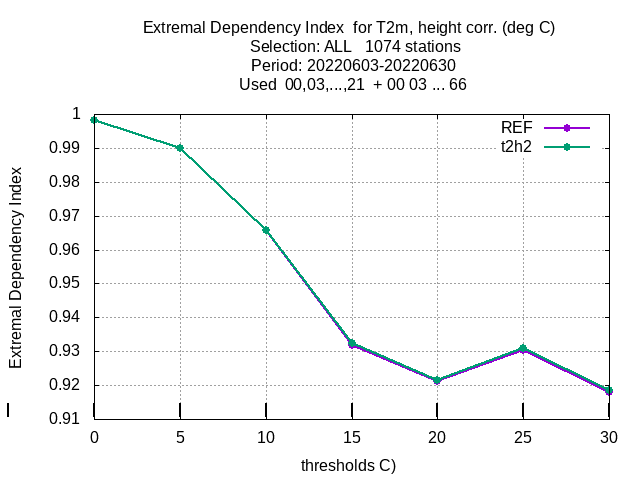 Extremal Dependency Index  for T2m, height corr. (deg C)
Selection: ALL   1074 stations
Period: 20220603-20220630
Used  00,03,...,21  + 00 03 ... 66
REF
t2h2
1
0.99
0.98
0.97
0.96
0.95
0.94
0.93
0.92
0.91
Extremal Dependency Index
0 5 10 15 20 25 30
thresholds C)